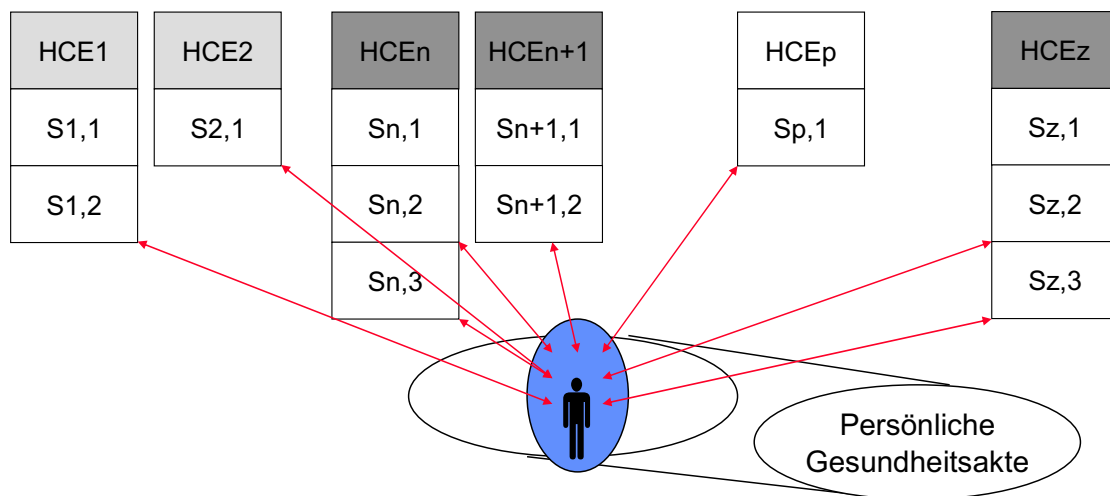 HCE1
HCE2
HCEn
HCEn+1
HCEp
HCEz
S1,1
S2,1
Sn,1
Sn+1,1
Sp,1
Sz,1
S1,2
Sn,2
Sn+1,2
Sz,2
Sn,3
Sz,3
Persönliche
Gesundheitsakte